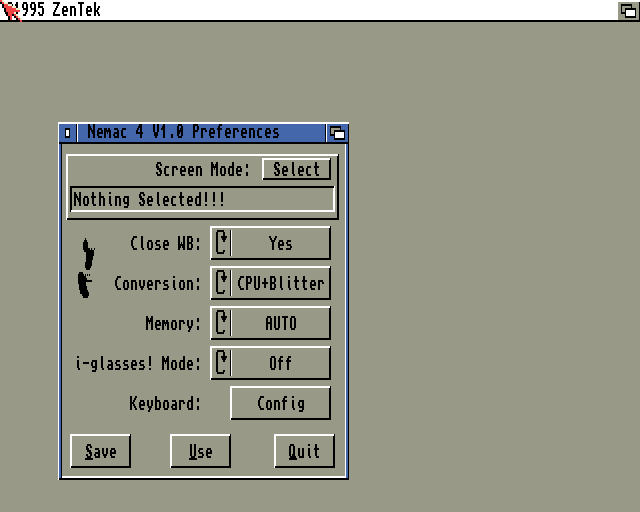 1995 ZenTek
Nemac 4 V1.0 Preferences
Screen Mode: Select
Nothing Selected!!!
Close WB: Yes
Conversion: CPU+Blitter
Memory: AUTO
i-glasses! Mode: Off
Keyboard: Config
Save Use Quit